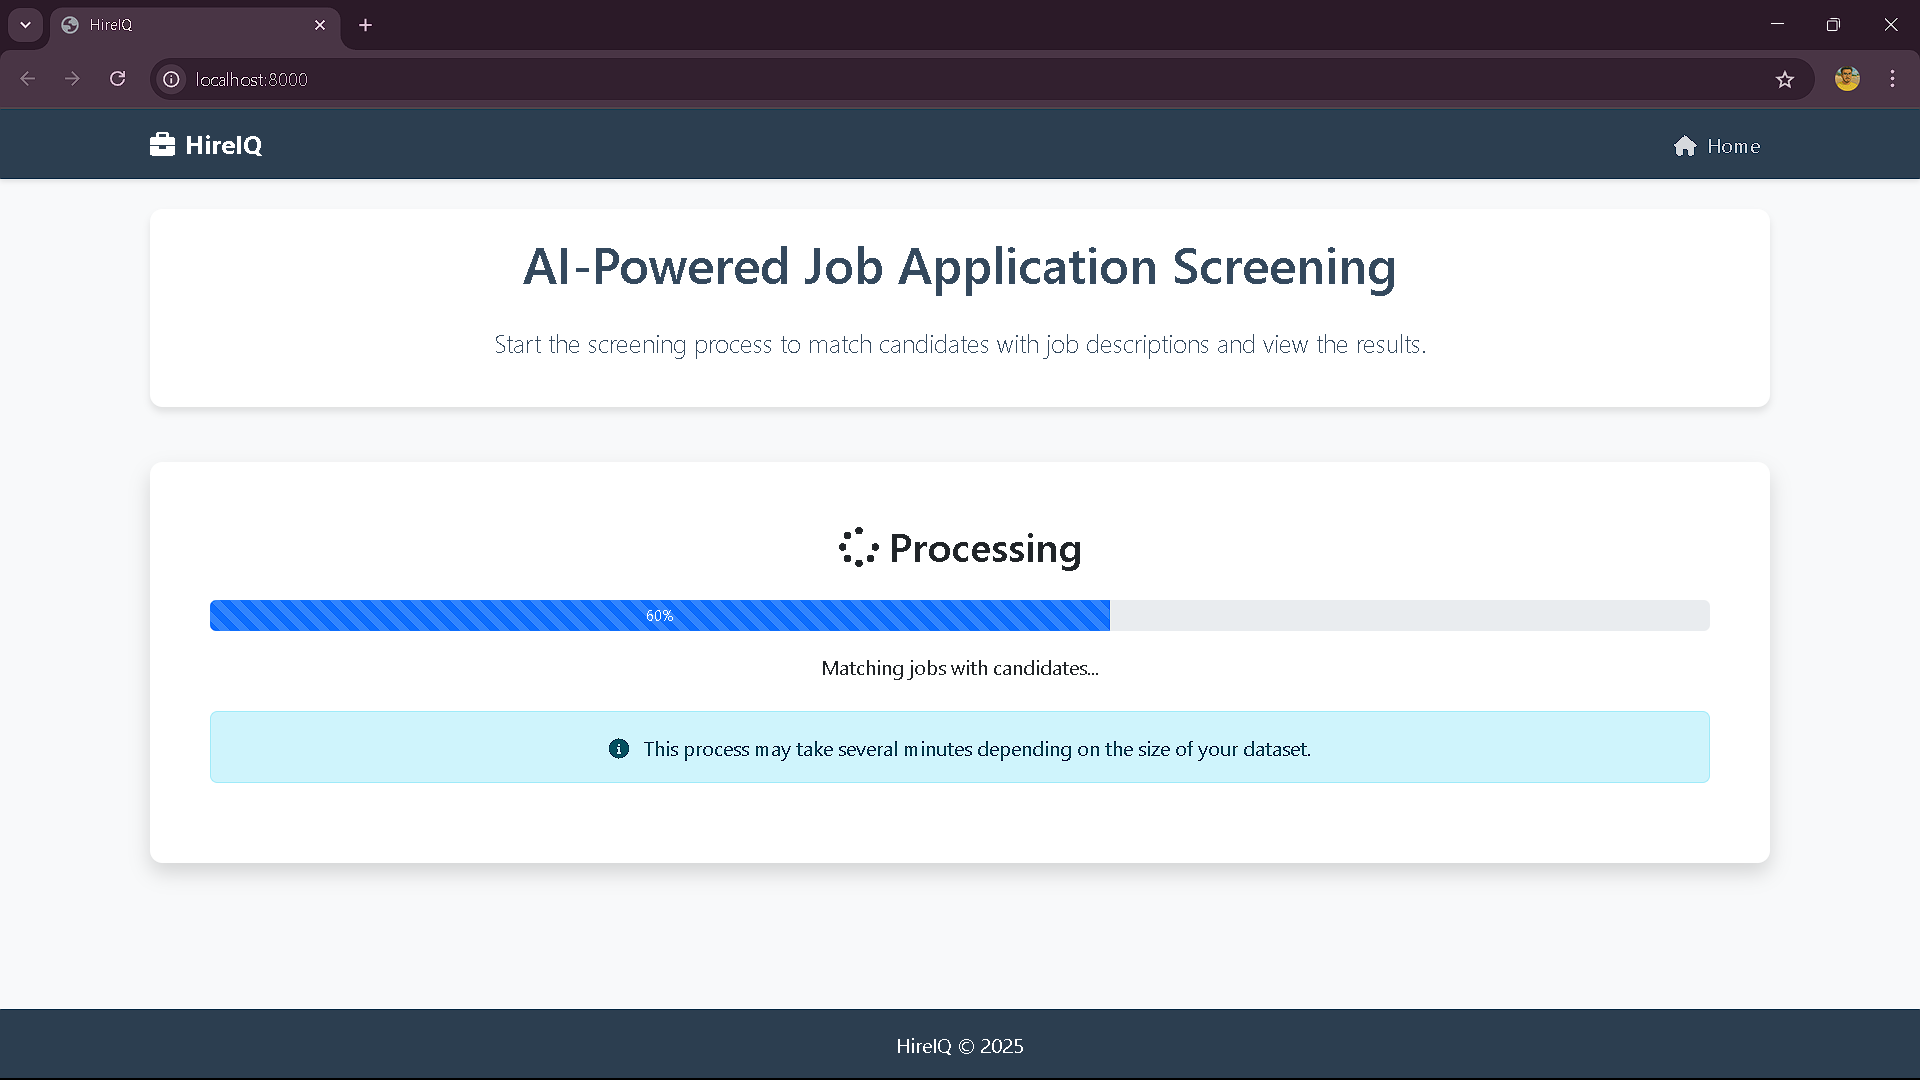 HireIQ
localhost:8000
HireIQ
Home
AI-Powered Job Application Screening
Start the screening process to match candidates with job descriptions and view the results.
Processing
60%
Matching jobs with candidates...
This process may take several minutes depending on the size of your dataset.
HireIQ © 2025